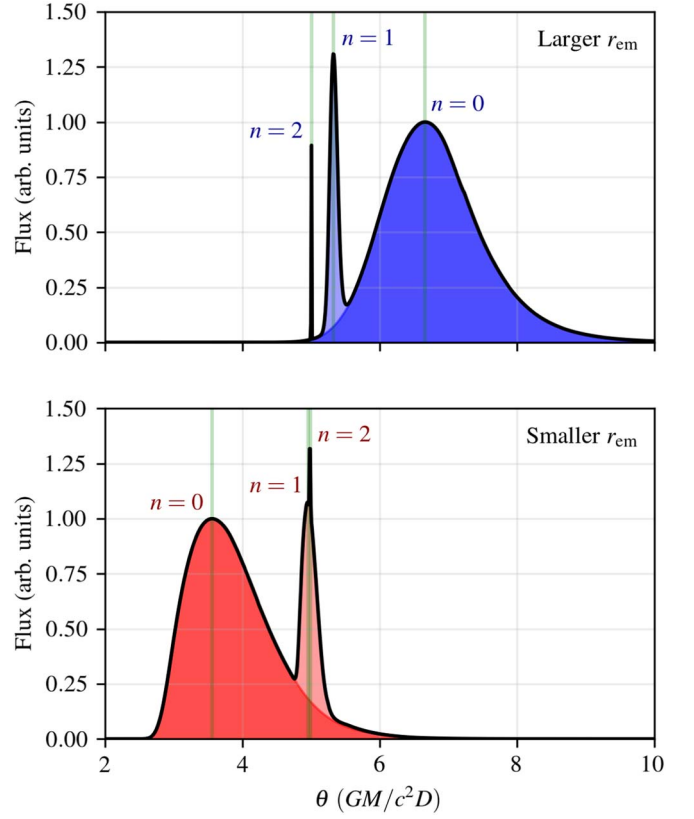 1.50
1.25
1.00
0.75
0.50
0.25
0.00
Flux (arb. units)
n = 2
n = 1
n = 0
Larger r_em
1.50
1.25
1.00
0.75
0.50
0.25
0.00
Flux (arb. units)
n = 0
n = 1
n = 2
Smaller r_em
2 4 6 8 10
θ (GM/c²D)